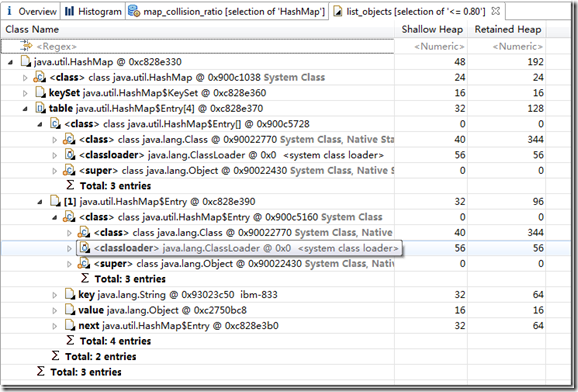 Overview Histogram map_collision_ratio [selection of 'HashMap'] list_objects [selection of '<= 0.80']
Class Name Shallow Heap Retained Heap
<Regex> <Numeric> <Numeric>
java.util.HashMap @ 0xc828e330 48 192
<class> class java.util.HashMap @ 0x900c1038 System Class 24 24
keySet java.util.HashMap$KeySet @ 0xc828e360 16 16
table java.util.HashMap$Entry[4] @ 0xc828e370 32 128
<class> class java.util.HashMap$Entry[] @ 0x900c5728 0 0
<class> class java.lang.Class @ 0x90022770 System Class, Native Sta 40 344
<classloader> java.lang.ClassLoader @ 0x0 <system class loader> 56 56
<super> class java.lang.Object @ 0x90022430 System Class, Nati 0 0
Σ Total: 3 entries
[1] java.util.HashMap$Entry @ 0xc828e390 32 96
<class> class java.util.HashMap$Entry @ 0x900c5160 System Class 0 0
<class> class java.lang.Class @ 0x90022770 System Class, Native 40 344
<classloader> java.lang.ClassLoader @ 0x0 <system class loader> 56 56
<super> class java.lang.Object @ 0x90022430 System Class, Nativ 0 0
Σ Total: 3 entries
key java.lang.String @ 0x93023c50 ibm-833 32 64
value java.lang.Object @ 0xc2750bc8 16 16
next java.util.HashMap$Entry @ 0xc828e3b0 32 64
Σ Total: 4 entries
Σ Total: 2 entries
Σ Total: 3 entries